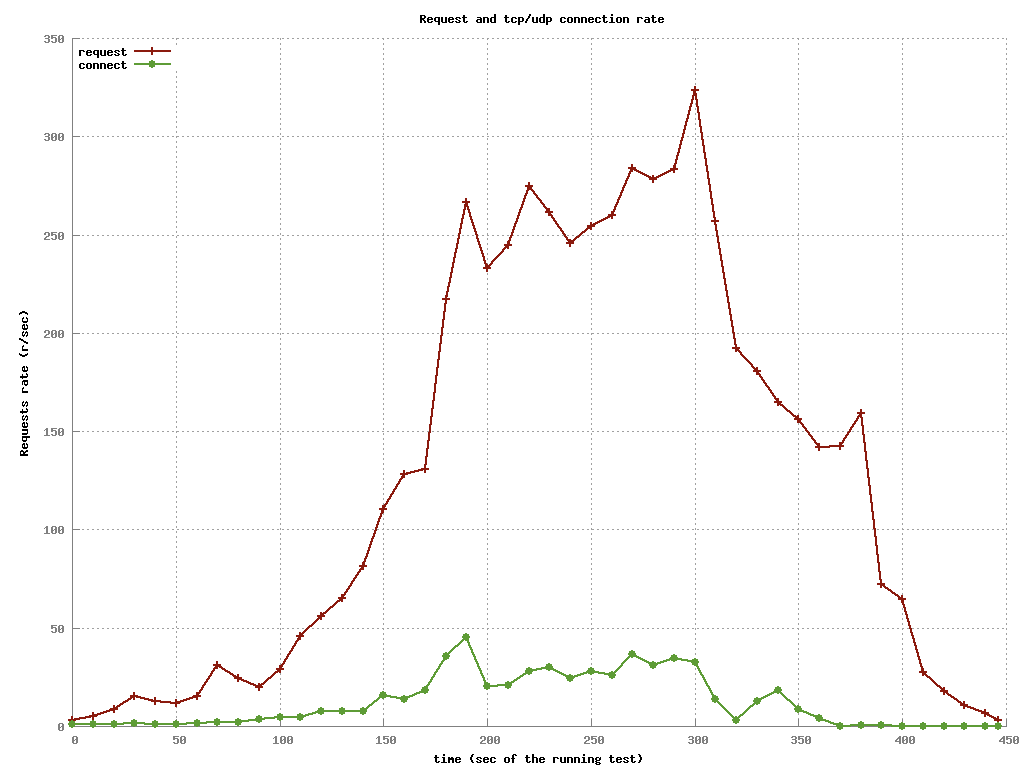 Request and tcp/udp connection rate
350
request
connect
300
250
200
150
100
50
0
Requests rate (r/sec)
0 50 100 150 200 250 300 350 400 450
time (sec of the running test)